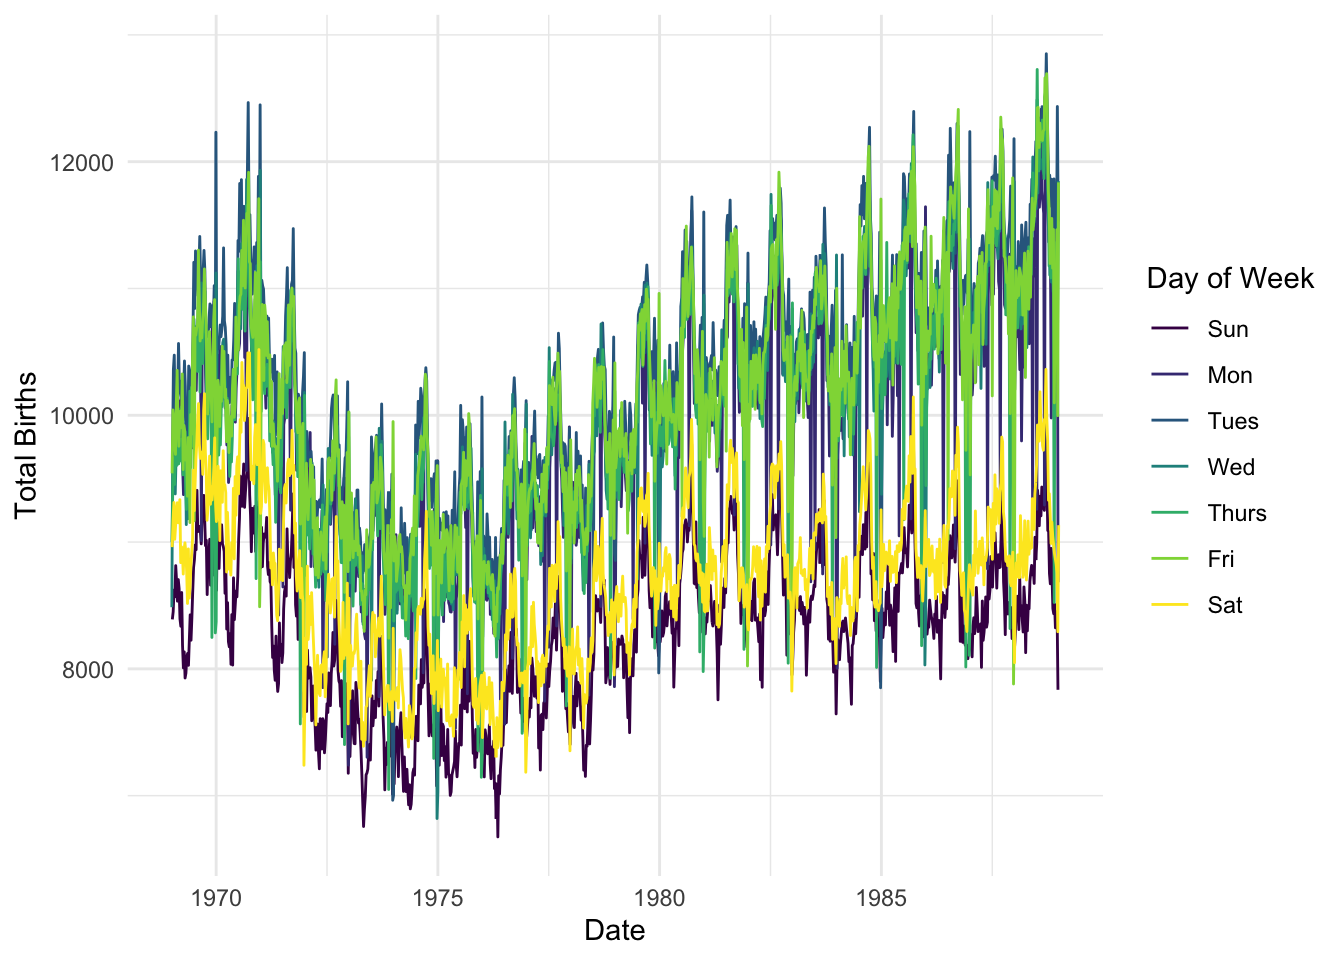 12000
10000
8000
Total Births
1970 1975 1980 1985
Date
Day of Week
Sun
Mon
Tues
Wed
Thurs
Fri
Sat